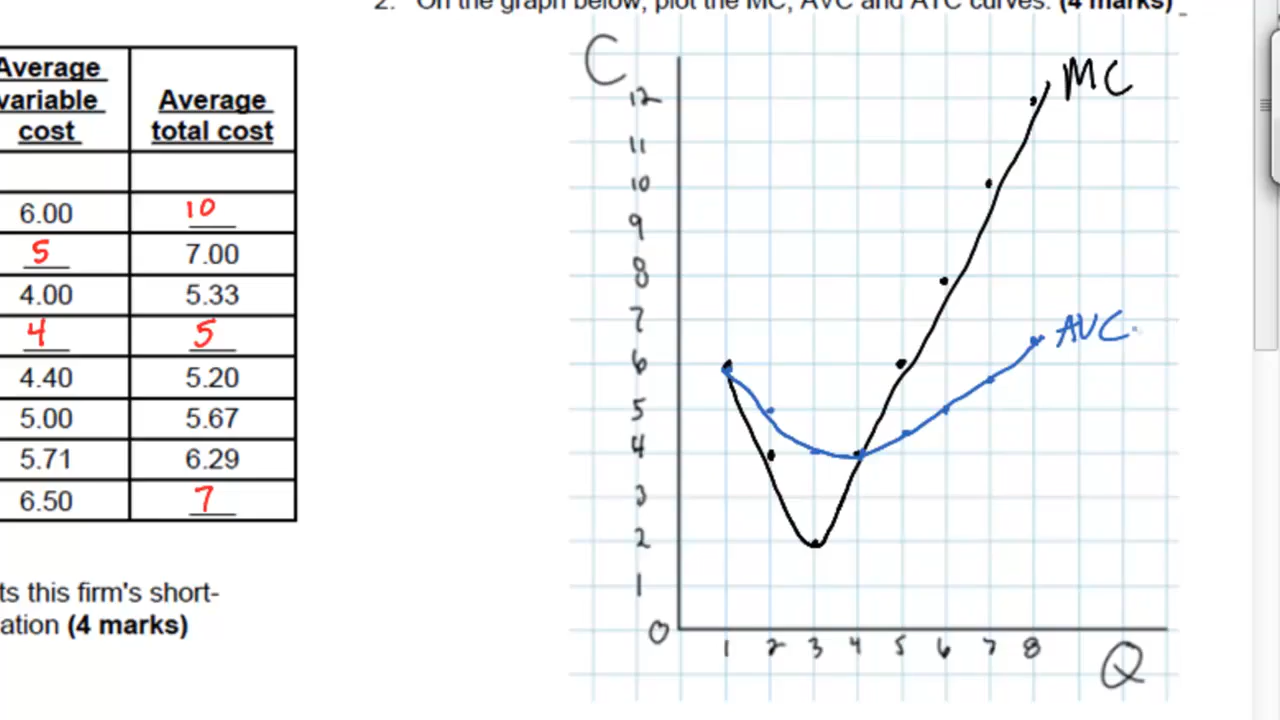 2. On the graph below, plot the MC, AVC and ATC curves. (4 marks)
Average variable cost | Average total cost
6.00 | 10
5 | 7.00
4.00 | 5.33
4 | 5
4.40 | 5.20
5.00 | 5.67
5.71 | 6.29
6.50 | 7
ts this firm's short-
ation (4 marks)
C
12
11
10
9
8
7
6
5
4
3
2
1
0
1 2 3 4 5 6 7 8
Q
MC
AVC